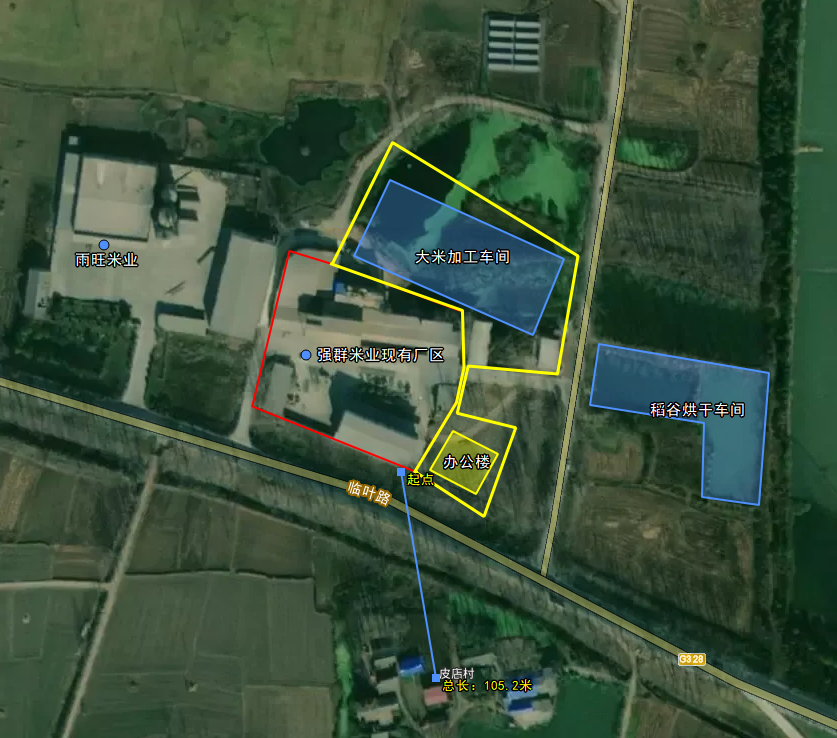 大米加工车间
雨旺米业
强群米业现有厂区
稻谷烘干车间
办公楼
起点
临叶路
G328
皮店村
总长：105.2米